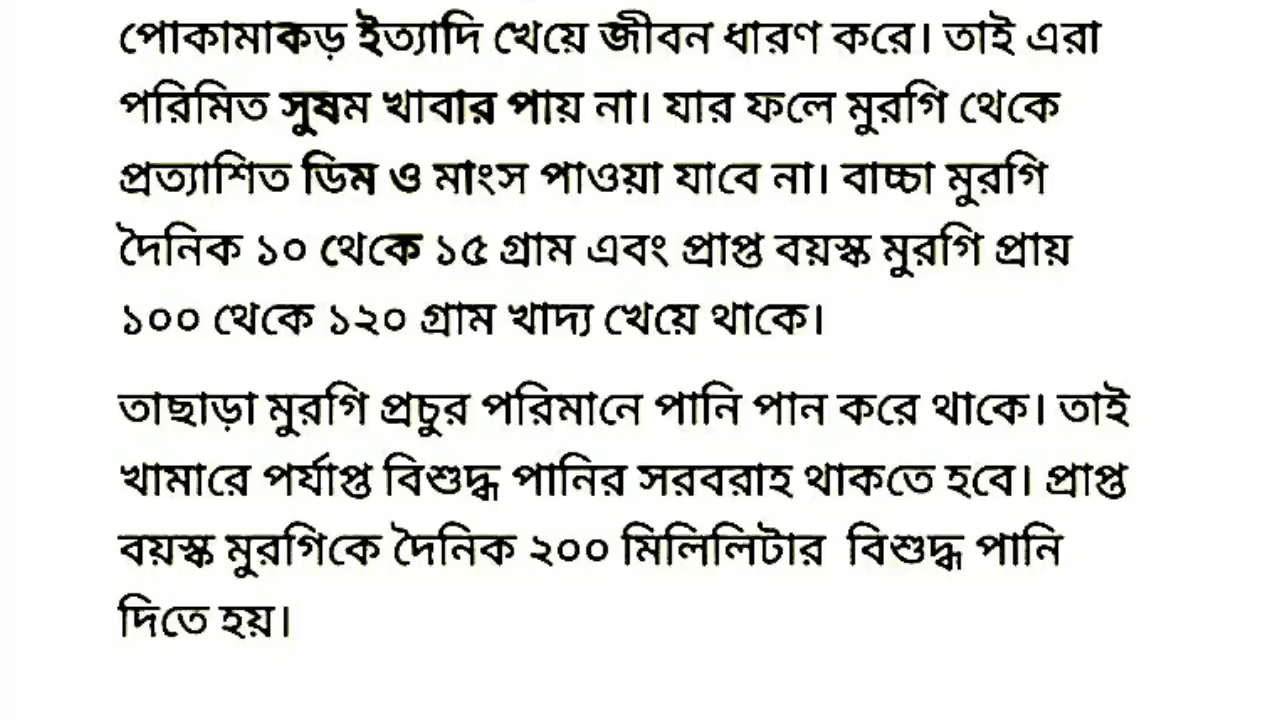 পোকামাকড় ইত্যাদি খেয়ে জীবন ধারণ করে। তাই এরা
পরিমিত সুষম খাবার পায় না। যার ফলে মুরগি থেকে
প্রত্যাশিত ডিম ও মাংস পাওয়া যাবে না। বাচ্চা মুরগি
দৈনিক ১০ থেকে ১৫ গ্রাম এবং প্রাপ্ত বয়স্ক মুরগি প্রায়
১০০ থেকে ১২০ গ্রাম খাদ্য খেয়ে থাকে।
তাছাড়া মুরগি প্রচুর পরিমানে পানি পান করে থাকে। তাই
খামারে পর্যাপ্ত বিশুদ্ধ পানির সরবরাহ থাকতে হবে। প্রাপ্ত
বয়স্ক মুরগিকে দৈনিক ২০০ মিলিলিটার বিশুদ্ধ পানি
দিতে হয়।